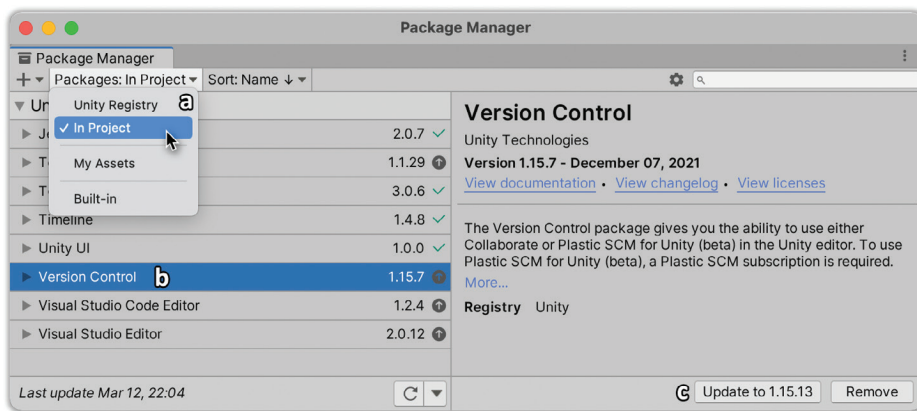 Package Manager
Package Manager
Packages: In Project Sort: Name ↓
Un
Unity Registry a
✓ In Project
My Assets
Built-in
Je 2.0.7 ✓
T 1.1.29
T 3.0.6 ✓
Timeline 1.4.8 ✓
Unity UI 1.0.0 ✓
Version Control b 1.15.7
Visual Studio Code Editor 1.2.4
Visual Studio Editor 2.0.12
Last update Mar 12, 22:04
Version Control
Unity Technologies
Version 1.15.7 - December 07, 2021
View documentation • View changelog • View licenses
The Version Control package gives you the ability to use either
Collaborate or Plastic SCM for Unity (beta) in the Unity editor. To use
Plastic SCM for Unity (beta), a Plastic SCM subscription is required.
More...
Registry Unity
c Update to 1.15.13 Remove